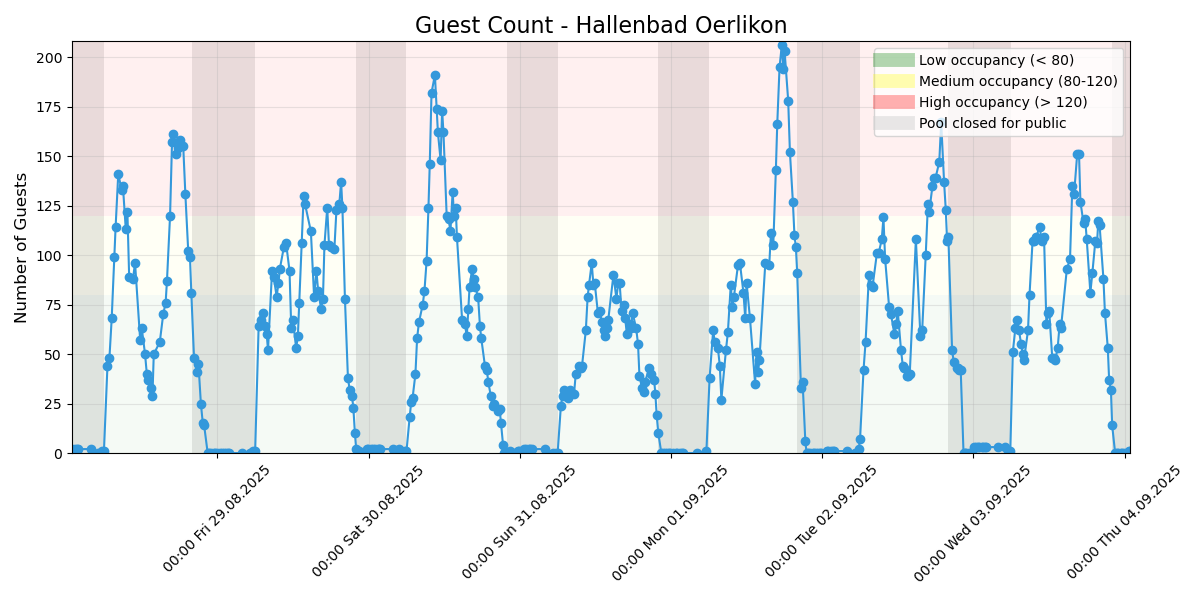 Guest Count - Hallenbad Oerlikon
Number of Guests
200
175
150
125
100
75
50
25
0
Low occupancy (< 80)
Medium occupancy (80-120)
High occupancy (> 120)
Pool closed for public
00:00 Fri 29.08.2025
00:00 Sat 30.08.2025
00:00 Sun 31.08.2025
00:00 Mon 01.09.2025
00:00 Tue 02.09.2025
00:00 Wed 03.09.2025
00:00 Thu 04.09.2025